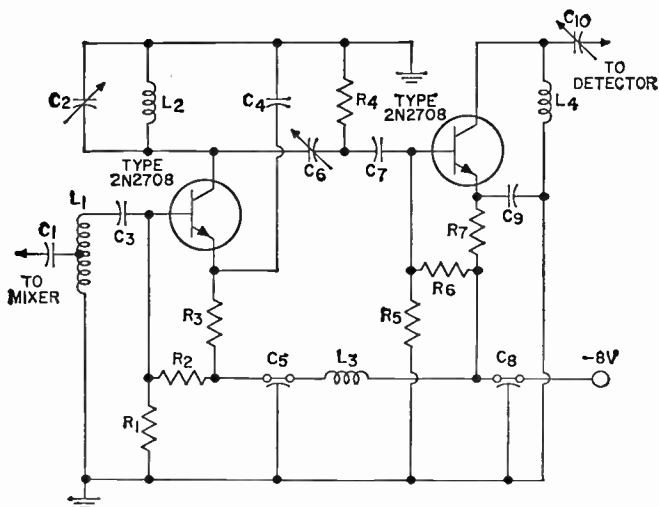 C10
TO
DETECTOR
C2
L2
C4
R4
TYPE
2N2708
L4
TYPE
2N2708
C6
C7
C9
L1
C3
C1
TO
MIXER
R7
R6
R3
R5
L3
R2
C5
C8
-8V
R1